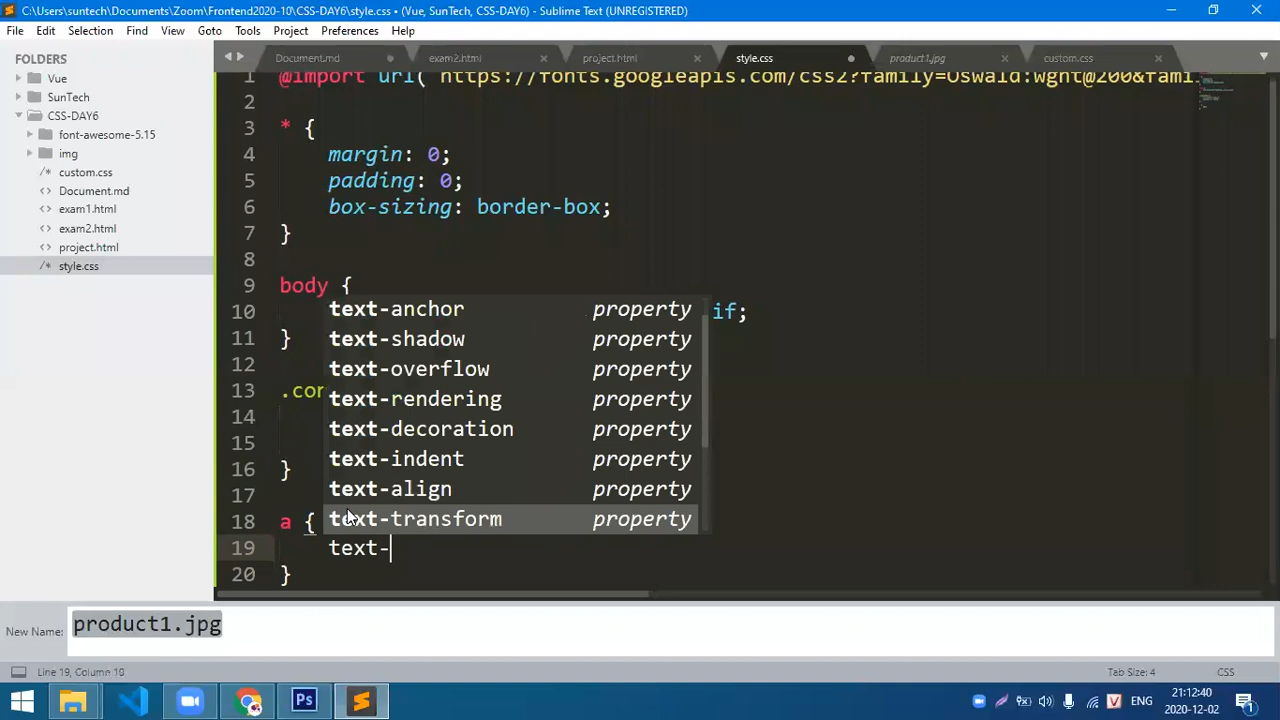 C:\Users\suntech\Desktop\Zoom\Frontend2020-10\CSS-DAY6\style.css • (Vue, SunTech, CSS-DAY6) - Sublime Text (UNREGISTERED)
File Edit Selection Find View Goto Tools Project Preferences Help
FOLDERS
Vue
SunTech
CSS-DAY6
font-awesome-5.15
img
/* custom.css
<> Document.md
<> exam1.html
<> exam2.html
<> project.html
/* style.css
Document.md exam2.html project.html style.css product1.jpg custom.css
1 @import url('https://fonts.googleapis.com/css2?family=Oswald:wght@200&fami
2
3 * {
4 margin: 0;
5 padding: 0;
6 box-sizing: border-box;
7 }
8
9 body {
10 if;
11 }
12
13 .con
14
15
16 }
17
18 a {
19 text-
20 }
text-anchor property
text-shadow property
text-overflow property
text-rendering property
text-decoration property
text-indent property
text-align property
text-transform property
New Name: product1.jpg
Line 19, Column 10
Tab Size: 4
CSS
Ps
V
ENG
21:12:40
2020-12-02
1